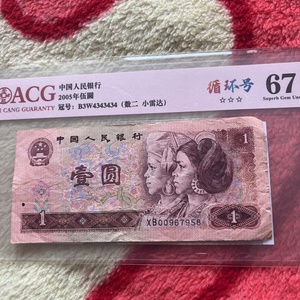 ACG
CANG GUARANTY
中国人民银行
2005年伍圆
冠号：B3W4343434（散二 小雷达）
循环号
☆☆☆
67
Superb Gem Unc
中国人民银行
1
壹圆
1
1
XB00967958